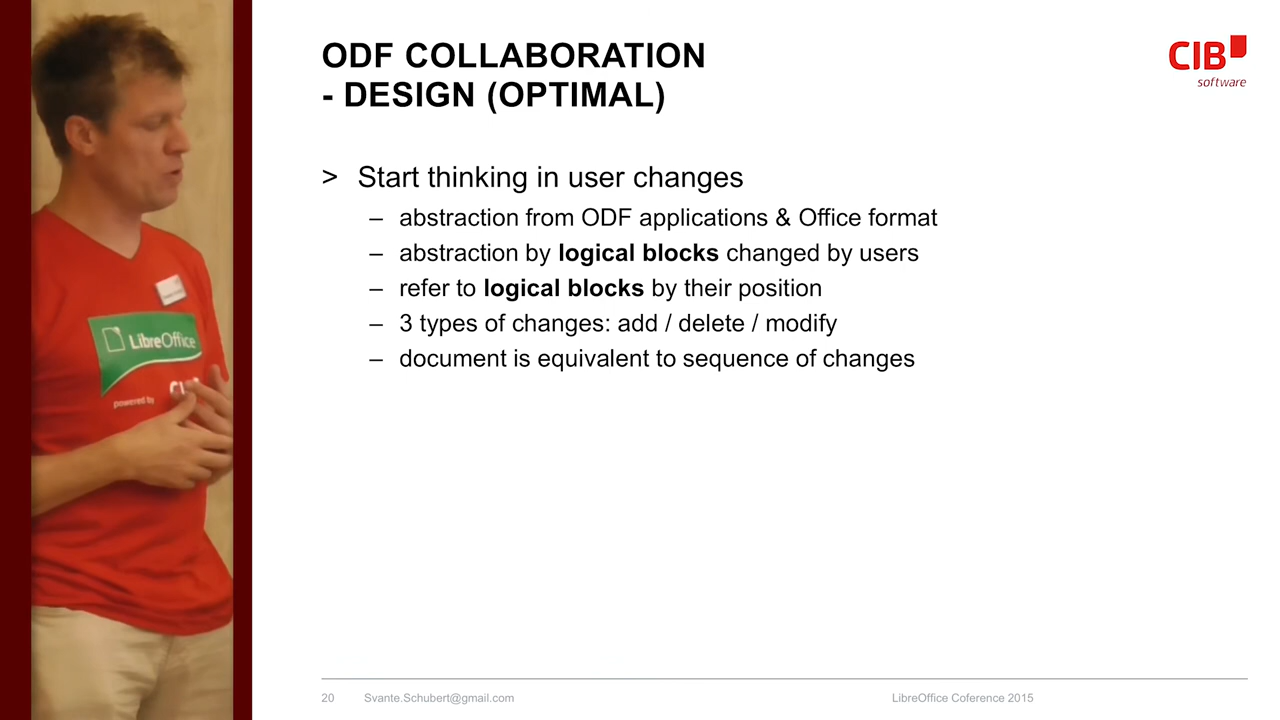 ODF COLLABORATION
- DESIGN (OPTIMAL)
CIB
software
> Start thinking in user changes
– abstraction from ODF applications & Office format
– abstraction by logical blocks changed by users
– refer to logical blocks by their position
– 3 types of changes: add / delete / modify
– document is equivalent to sequence of changes
LibreOffice
powered by
20 Svante.Schubert@gmail.com LibreOffice Coference 2015